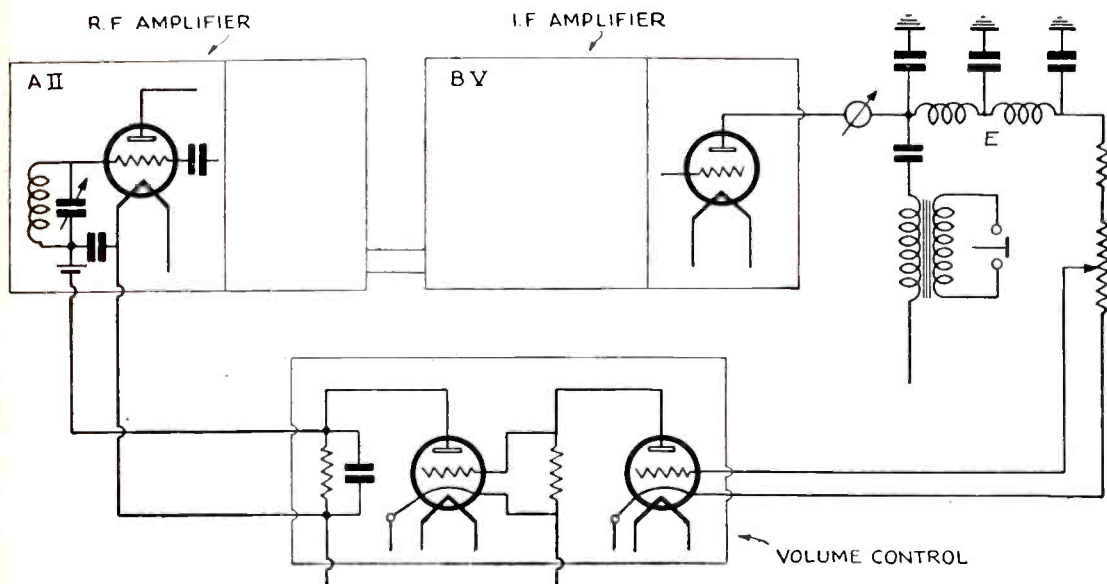 R.F AMPLIFIER
I.F AMPLIFIER
A II
B V
E
VOLUME CONTROL